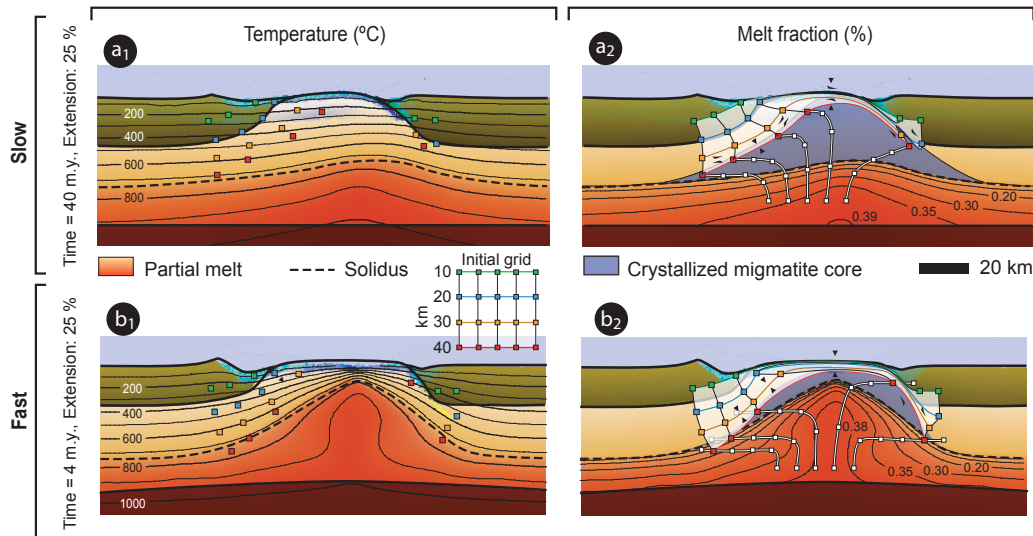 Temperature (ºC)
Melt fraction (%)
Slow
Time = 40 m.y., Extension: 25 %
a1
200
400
600
800
a2
0.20
0.30
0.35
0.39
Partial melt
Solidus
Initial grid
10
20
30
40
km
Crystallized migmatite core
20 km
Fast
Time = 4 m.y., Extension: 25 %
b1
200
400
600
800
1000
b2
0.38
0.35
0.30
0.20